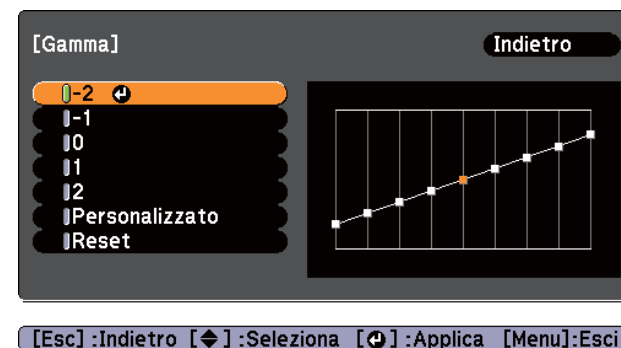 [Gamma]
Indietro
-2
-1
0
1
2
Personalizzato
Reset
[Esc] :Indietro [◆] :Seleziona [↵] :Applica [Menu]:Esci